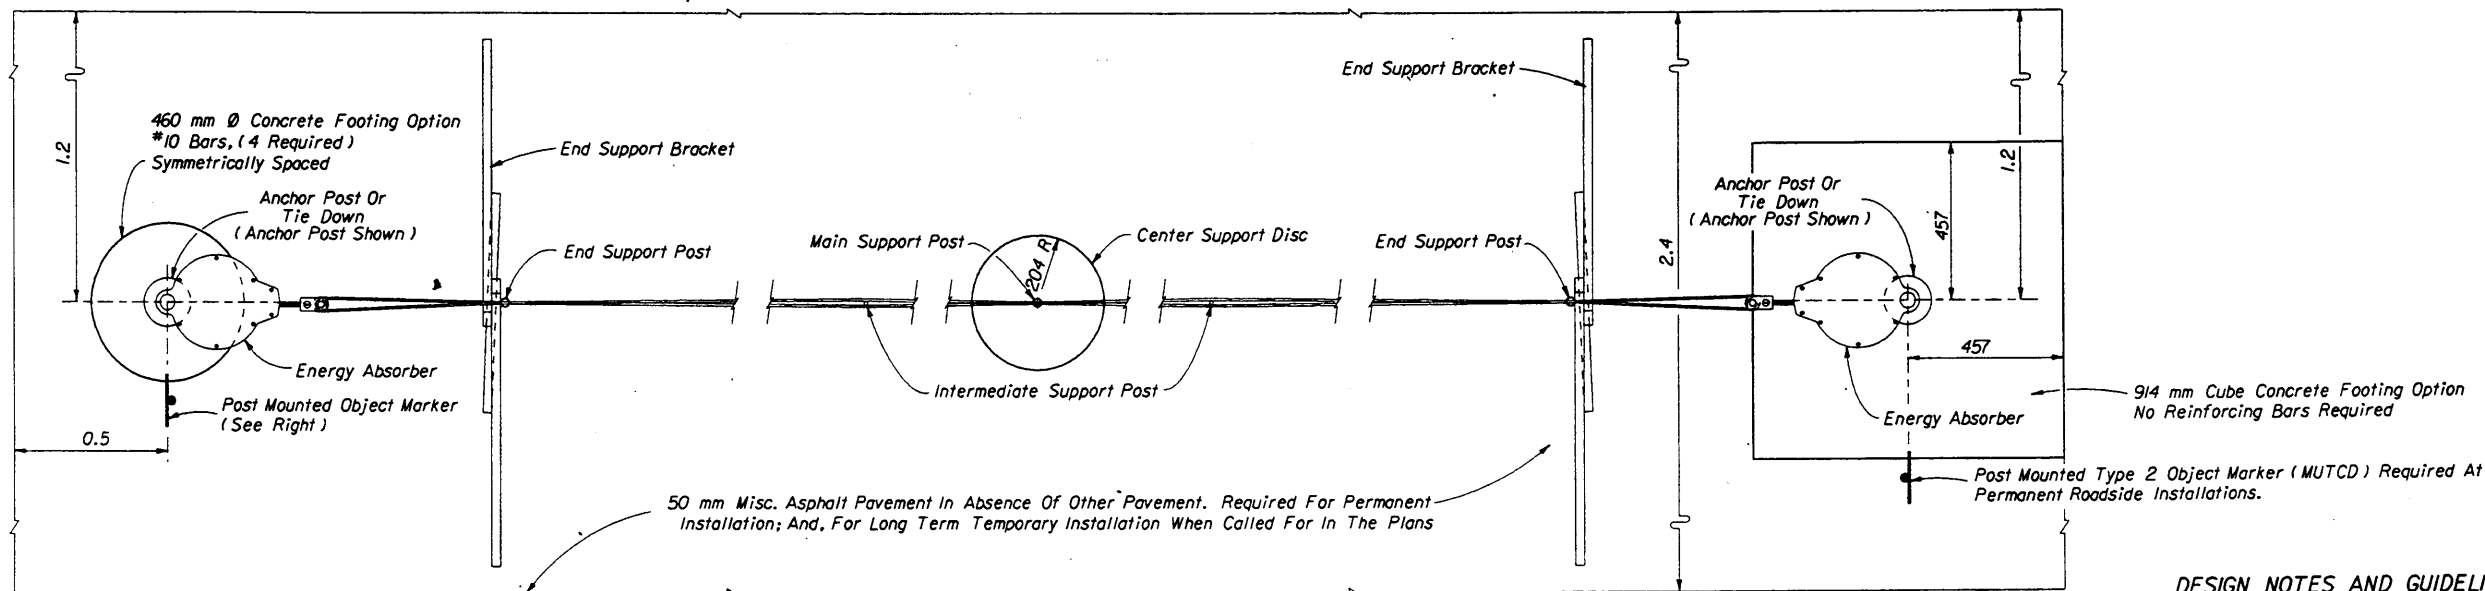 1.2
460 mm Ø Concrete Footing Option
#10 Bars, (4 Required)
Symmetrically Spaced
Anchor Post Or
Tie Down
(Anchor Post Shown)
End Support Bracket
End Support Post
Energy Absorber
Post Mounted Object Marker
(See Right)
0.5
Main Support Post
204 R
Center Support Disc
Intermediate Support Post
End Support Bracket
End Support Post
2.4
Anchor Post Or
Tie Down
(Anchor Post Shown)
457
1.2
457
Energy Absorber
914 mm Cube Concrete Footing Option
No Reinforcing Bars Required
Post Mounted Type 2 Object Marker (MUTCD) Required At
Permanent Roadside Installations.
50 mm Misc. Asphalt Pavement In Absence Of Other Pavement. Required For Permanent
Installation; And, For Long Term Temporary Installation When Called For In The Plans
DESIGN NOTES AND GUIDELI